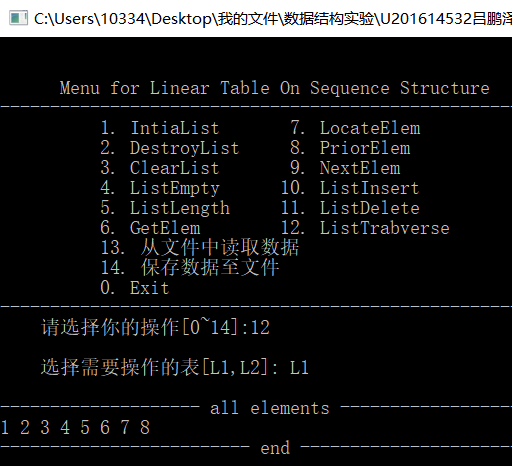 C:\Users\10334\Desktop\我的文件\数据结构实验\U201614532吕鹏泽
Menu for Linear Table On Sequence Structure
1. IntiaList 7. LocateElem
2. DestroyList 8. PriorElem
3. ClearList 9. NextElem
4. ListEmpty 10. ListInsert
5. ListLength 11. ListDelete
6. GetElem 12. ListTrabverse
13. 从文件中读取数据
14. 保存数据至文件
0. Exit
请选择你的操作[0~14]:12
选择需要操作的表[L1,L2]: L1
-------------------- all elements ------------------
1 2 3 4 5 6 7 8
------------------------- end ----------------------